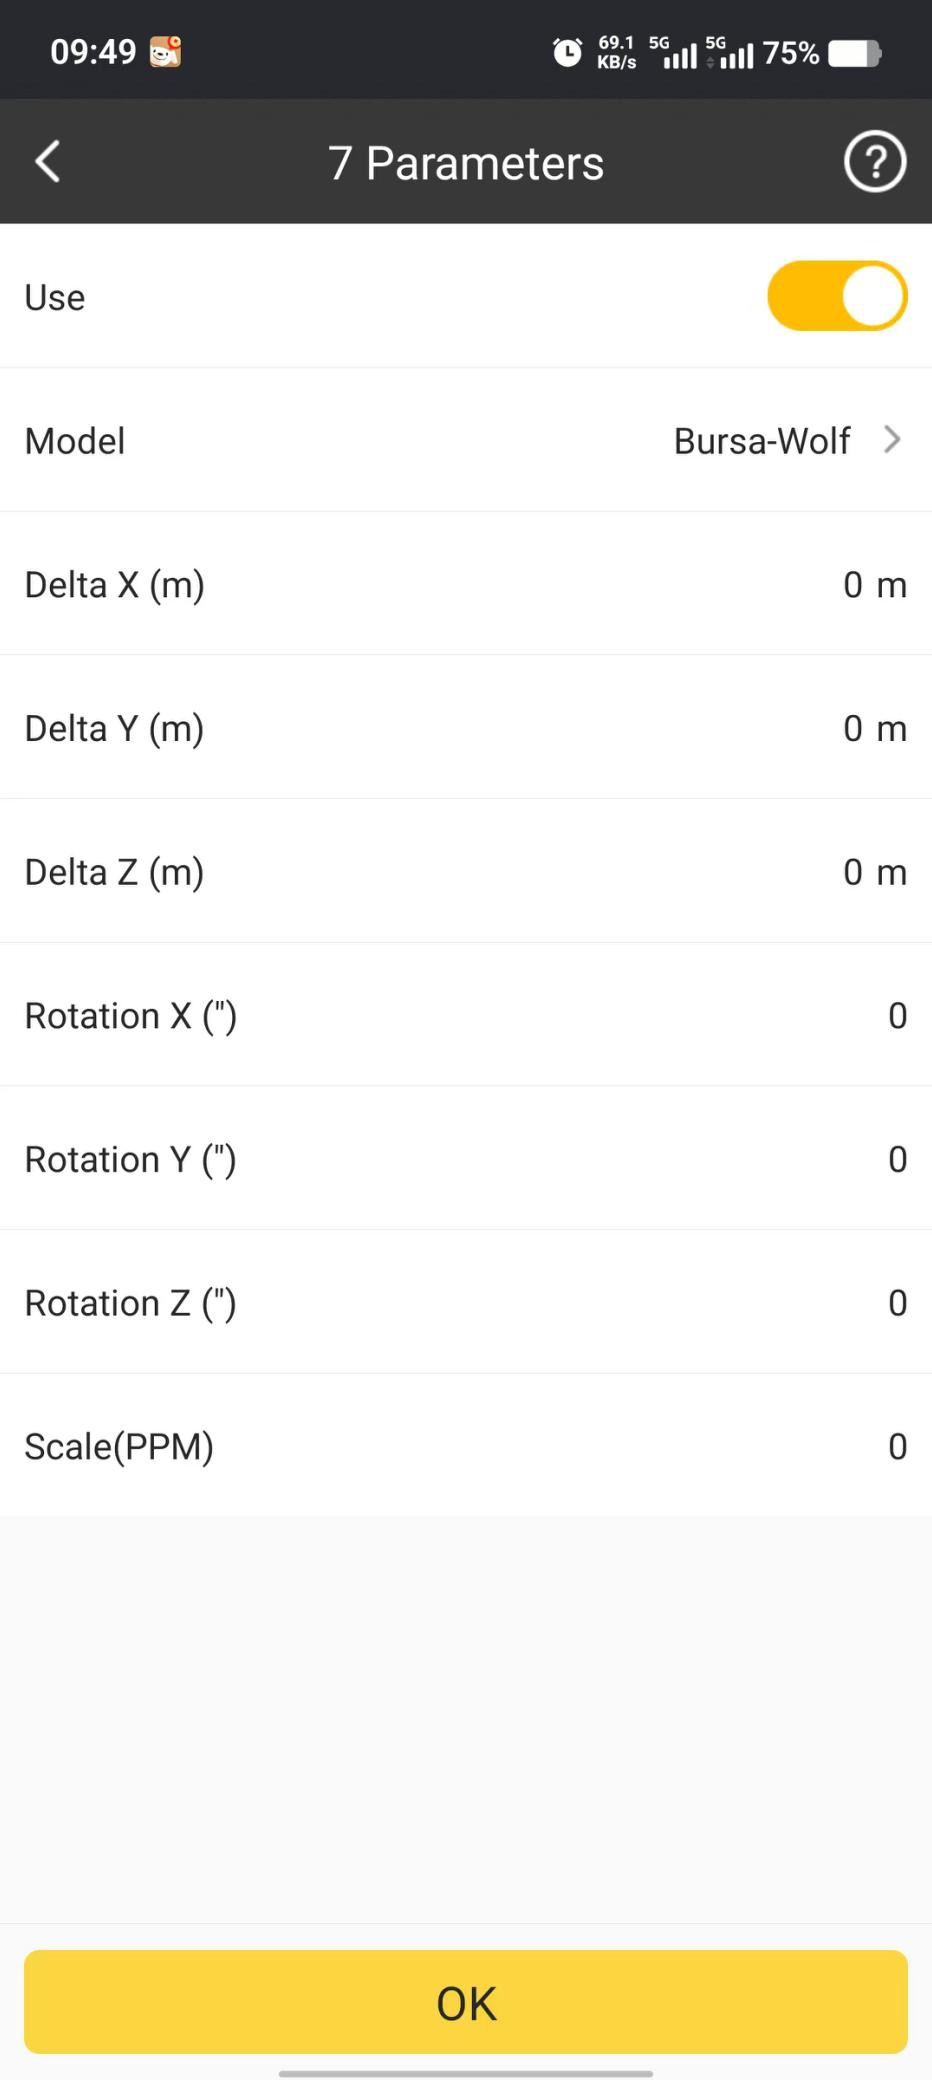 09:49 69.1 KB/s 5G 5G 75%
7 Parameters ?
Use
Model Bursa-Wolf
Delta X (m) 0 m
Delta Y (m) 0 m
Delta Z (m) 0 m
Rotation X (") 0
Rotation Y (") 0
Rotation Z (") 0
Scale(PPM) 0
OK